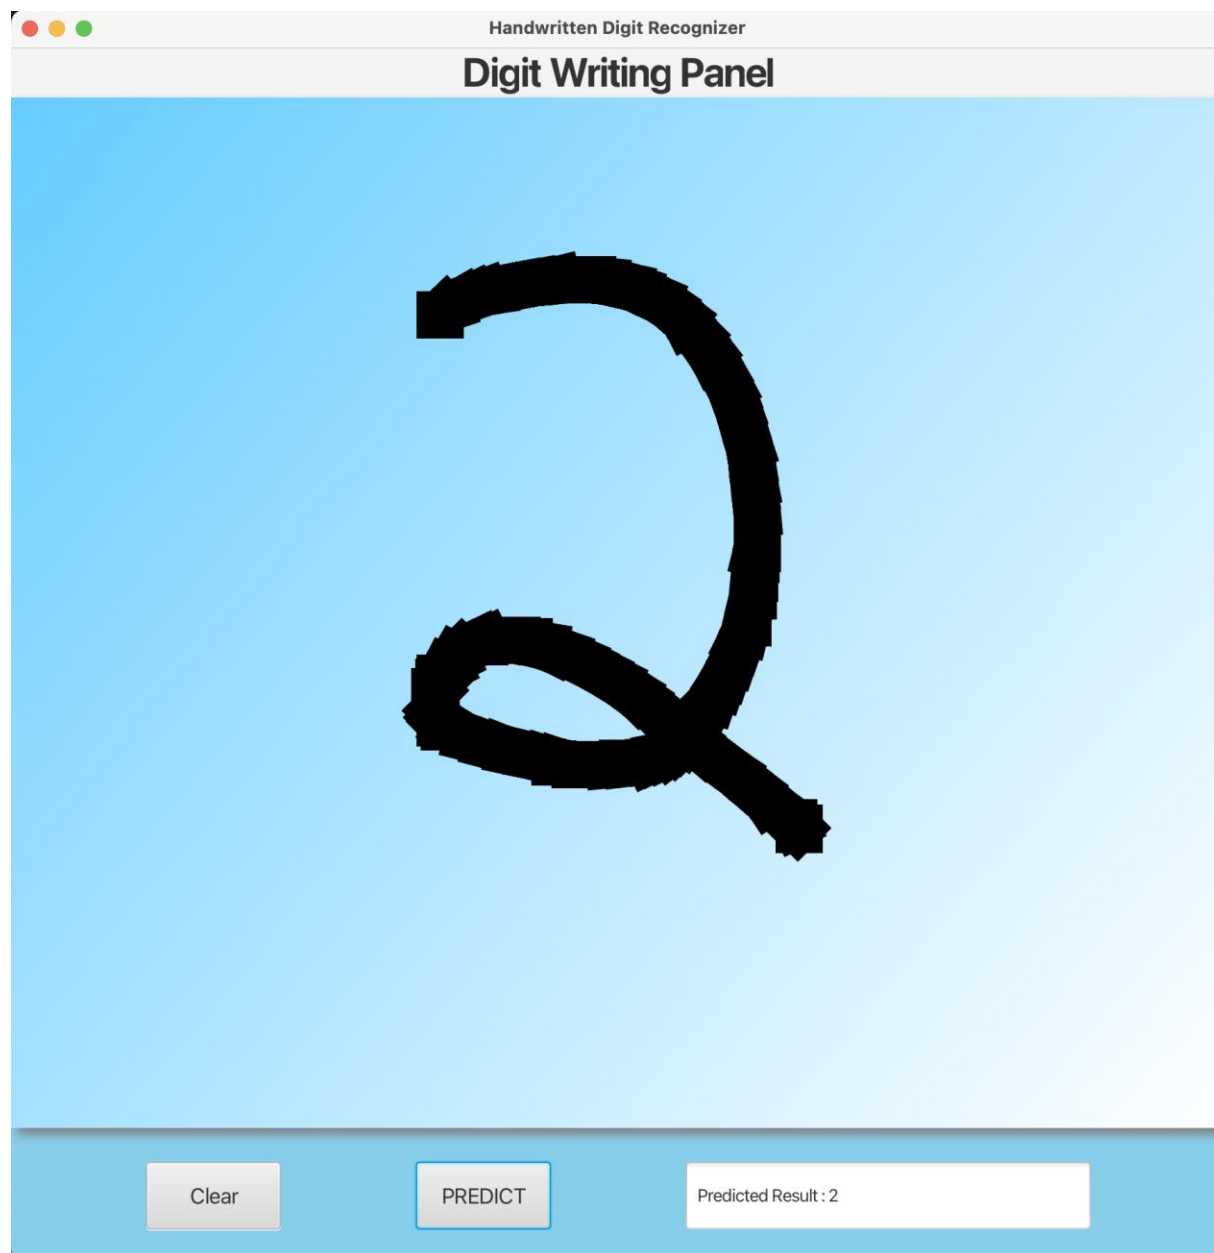 Handwritten Digit Recognizer
Digit Writing Panel
2
Clear
PREDICT
Predicted Result : 2